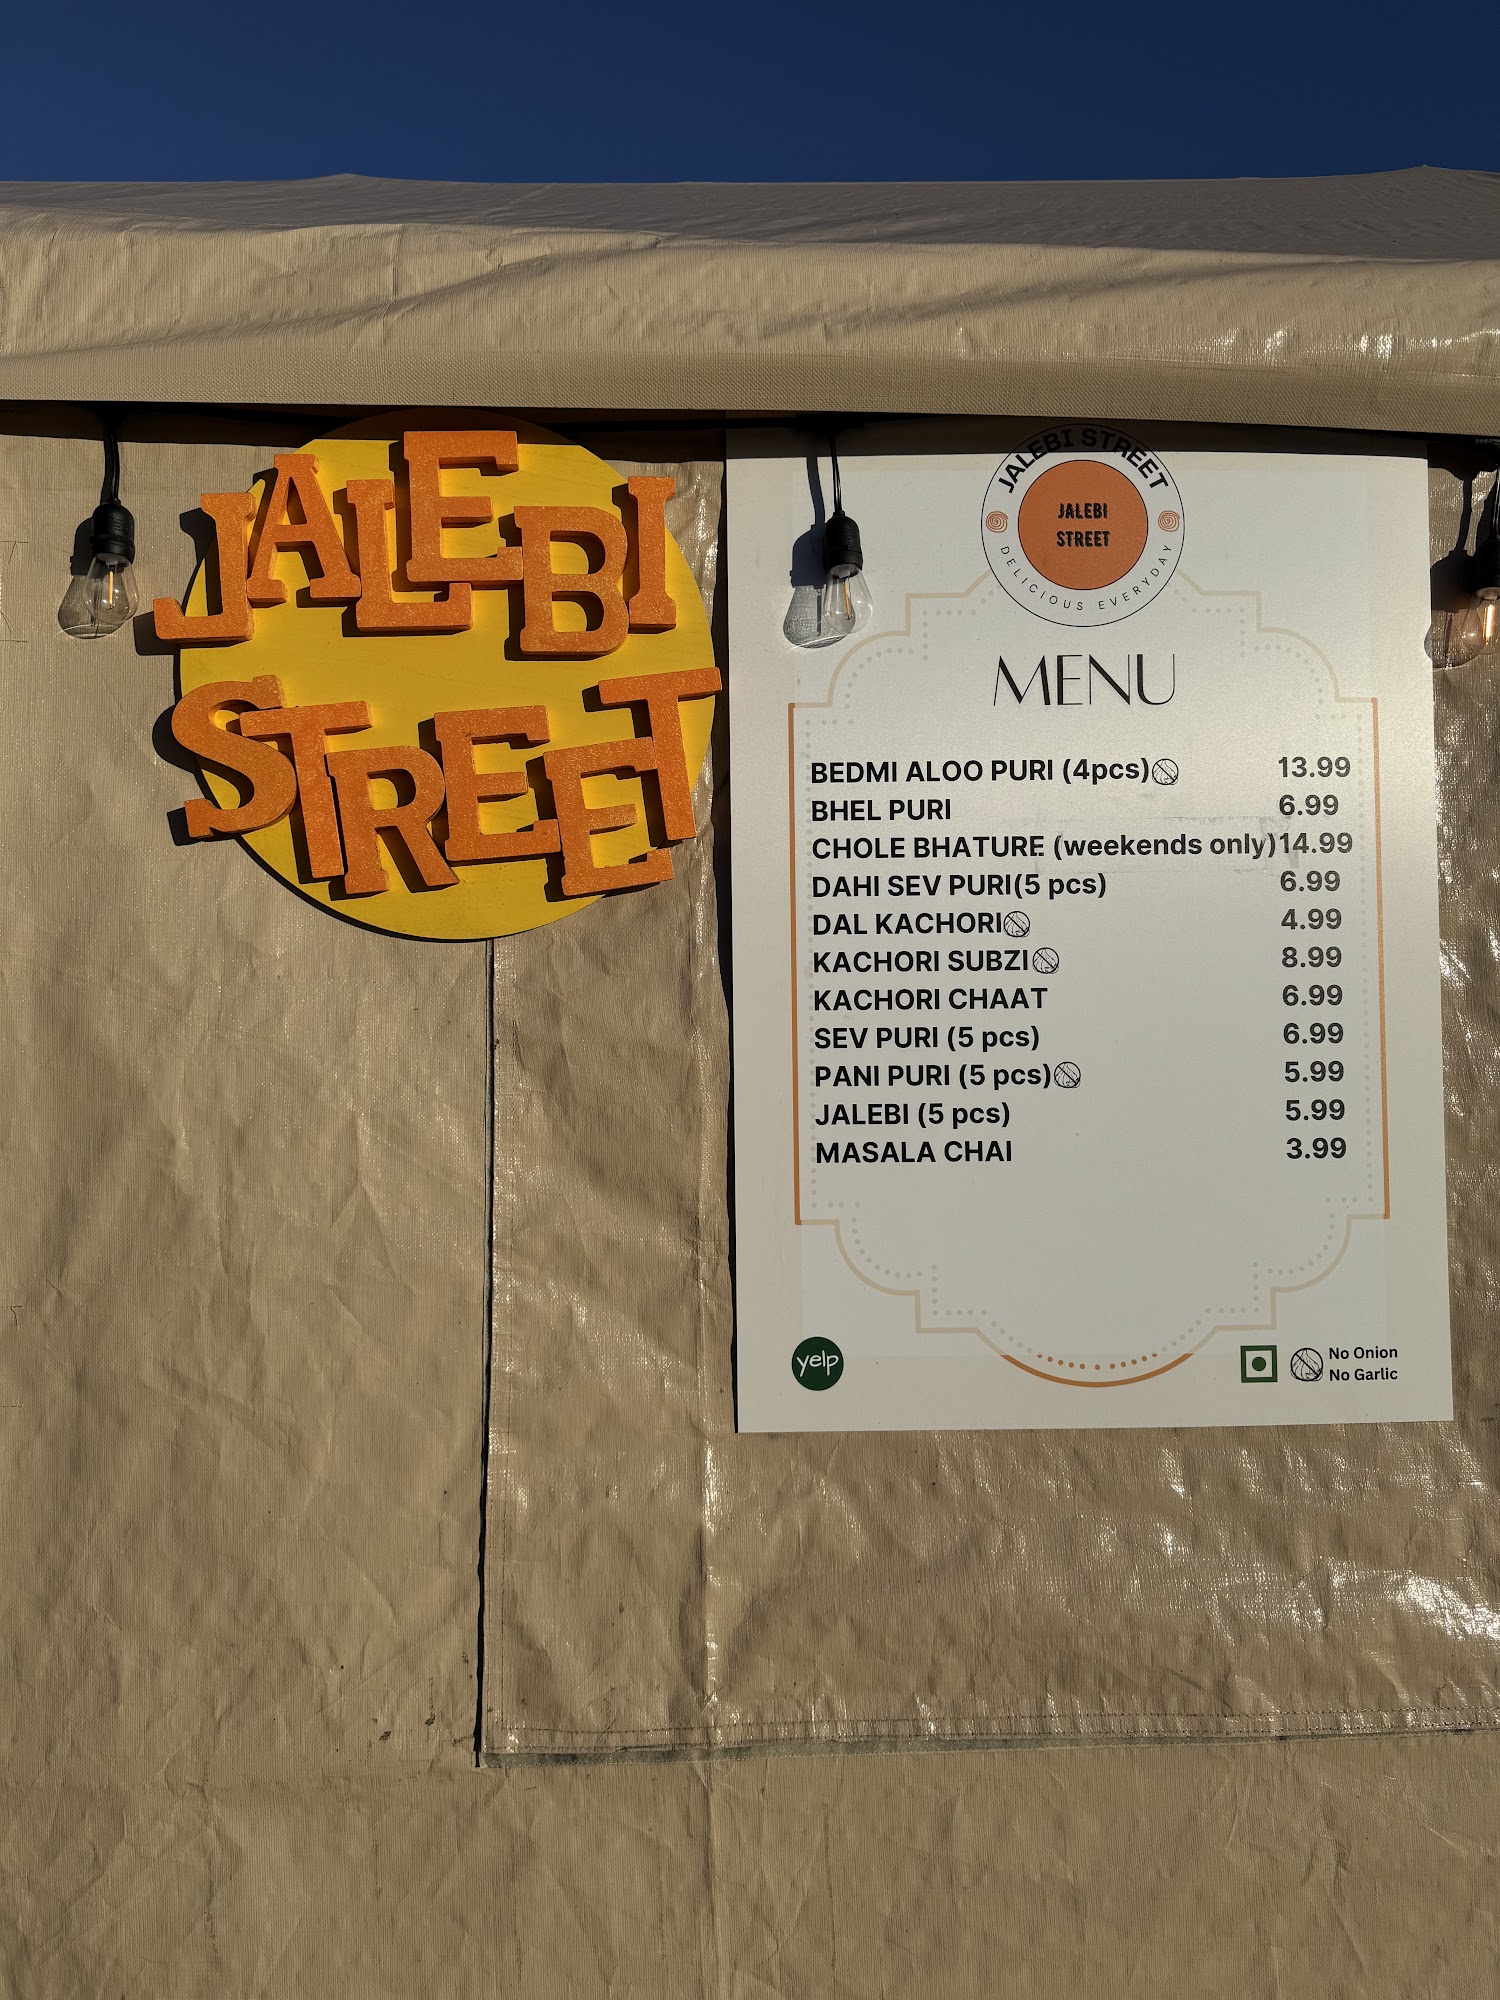 JALEBI
STREET
JALEBI STREET
JALEBI
STREET
DELICIOUS EVERYDAY
MENU
BEDMI ALOO PURI (4pcs) 13.99
BHEL PURI 6.99
CHOLE BHATURE (weekends only) 14.99
DAHI SEV PURI(5 pcs) 6.99
DAL KACHORI 4.99
KACHORI SUBZI 8.99
KACHORI CHAAT 6.99
SEV PURI (5 pcs) 6.99
PANI PURI (5 pcs) 5.99
JALEBI (5 pcs) 5.99
MASALA CHAI 3.99
yelp
No Onion
No Garlic